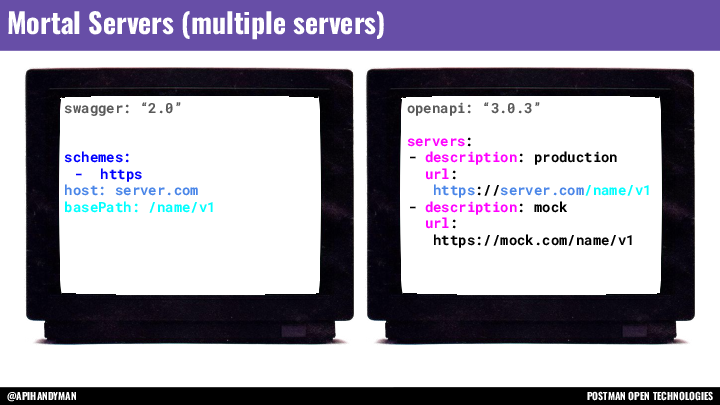 Mortal Servers (multiple servers)
swagger: “2.0”
schemes:
- https
host: server.com
basePath: /name/v1
openapi: “3.0.3”
servers:
- description: production
url:
https://server.com/name/v1
- description: mock
url:
https://mock.com/name/v1
@APIHANDYMAN
POSTMAN OPEN TECHNOLOGIES